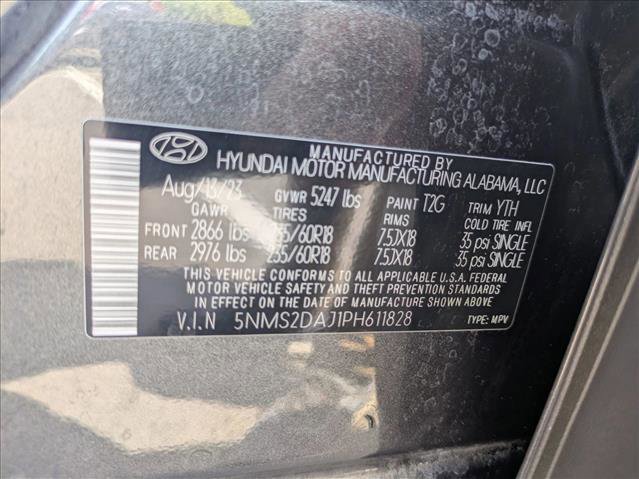 MANUFACTURED BY
HYUNDAI MOTOR MANUFACTURING ALABAMA, LLC
Aug/13/23 GVWR 5247 lbs PAINT T2G TRIM YTH
GAWR TIRES RIMS COLD TIRE INFL
FRONT 2866 lbs 235/60R18 7.5JX18 35 psi SINGLE
REAR 2976 lbs 235/60R18 7.5JX18 35 psi SINGLE
THIS VEHICLE CONFORMS TO ALL APPLICABLE U.S.A. FEDERAL
MOTOR VEHICLE SAFETY AND THEFT PREVENTION STANDARDS
IN EFFECT ON THE DATE OF MANUFACTURE SHOWN ABOVE.
V.I.N 5NMS2DAJ1PH611828 TYPE: MPV